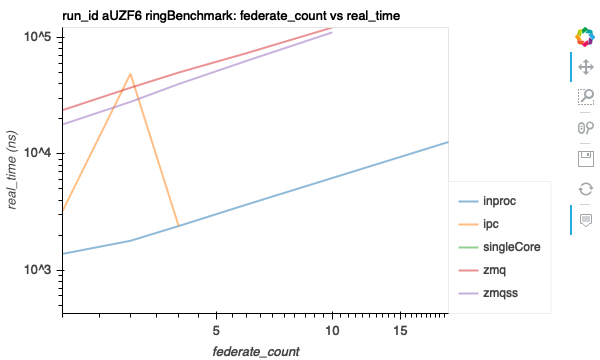 run_id aUZF6 ringBenchmark: federate_count vs real_time
10^5
10^4
10^3
real_time (ns)
5
10
15
federate_count
inproc
ipc
singleCore
zmq
zmqss